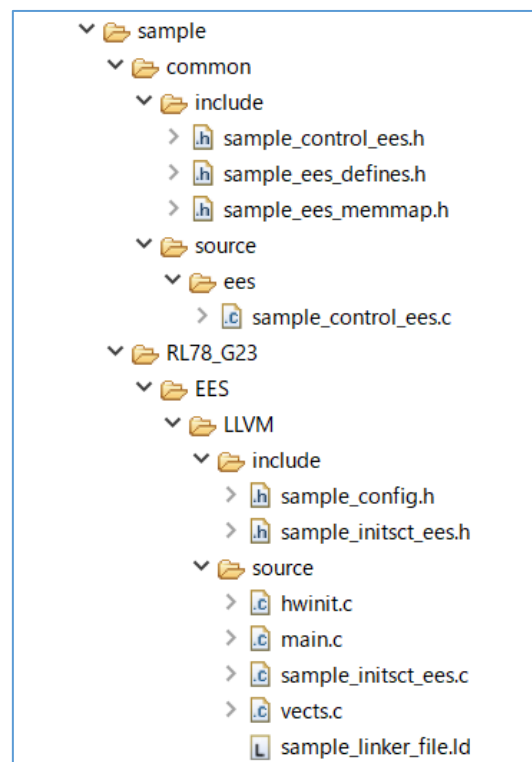 sample
common
include
.h sample_control_ees.h
.h sample_ees_defines.h
.h sample_ees_memmap.h
source
ees
.c sample_control_ees.c
RL78_G23
EES
LLVM
include
.h sample_config.h
.h sample_initsct_ees.h
source
.c hwinit.c
.c main.c
.c sample_initsct_ees.c
.c vects.c
L sample_linker_file.ld